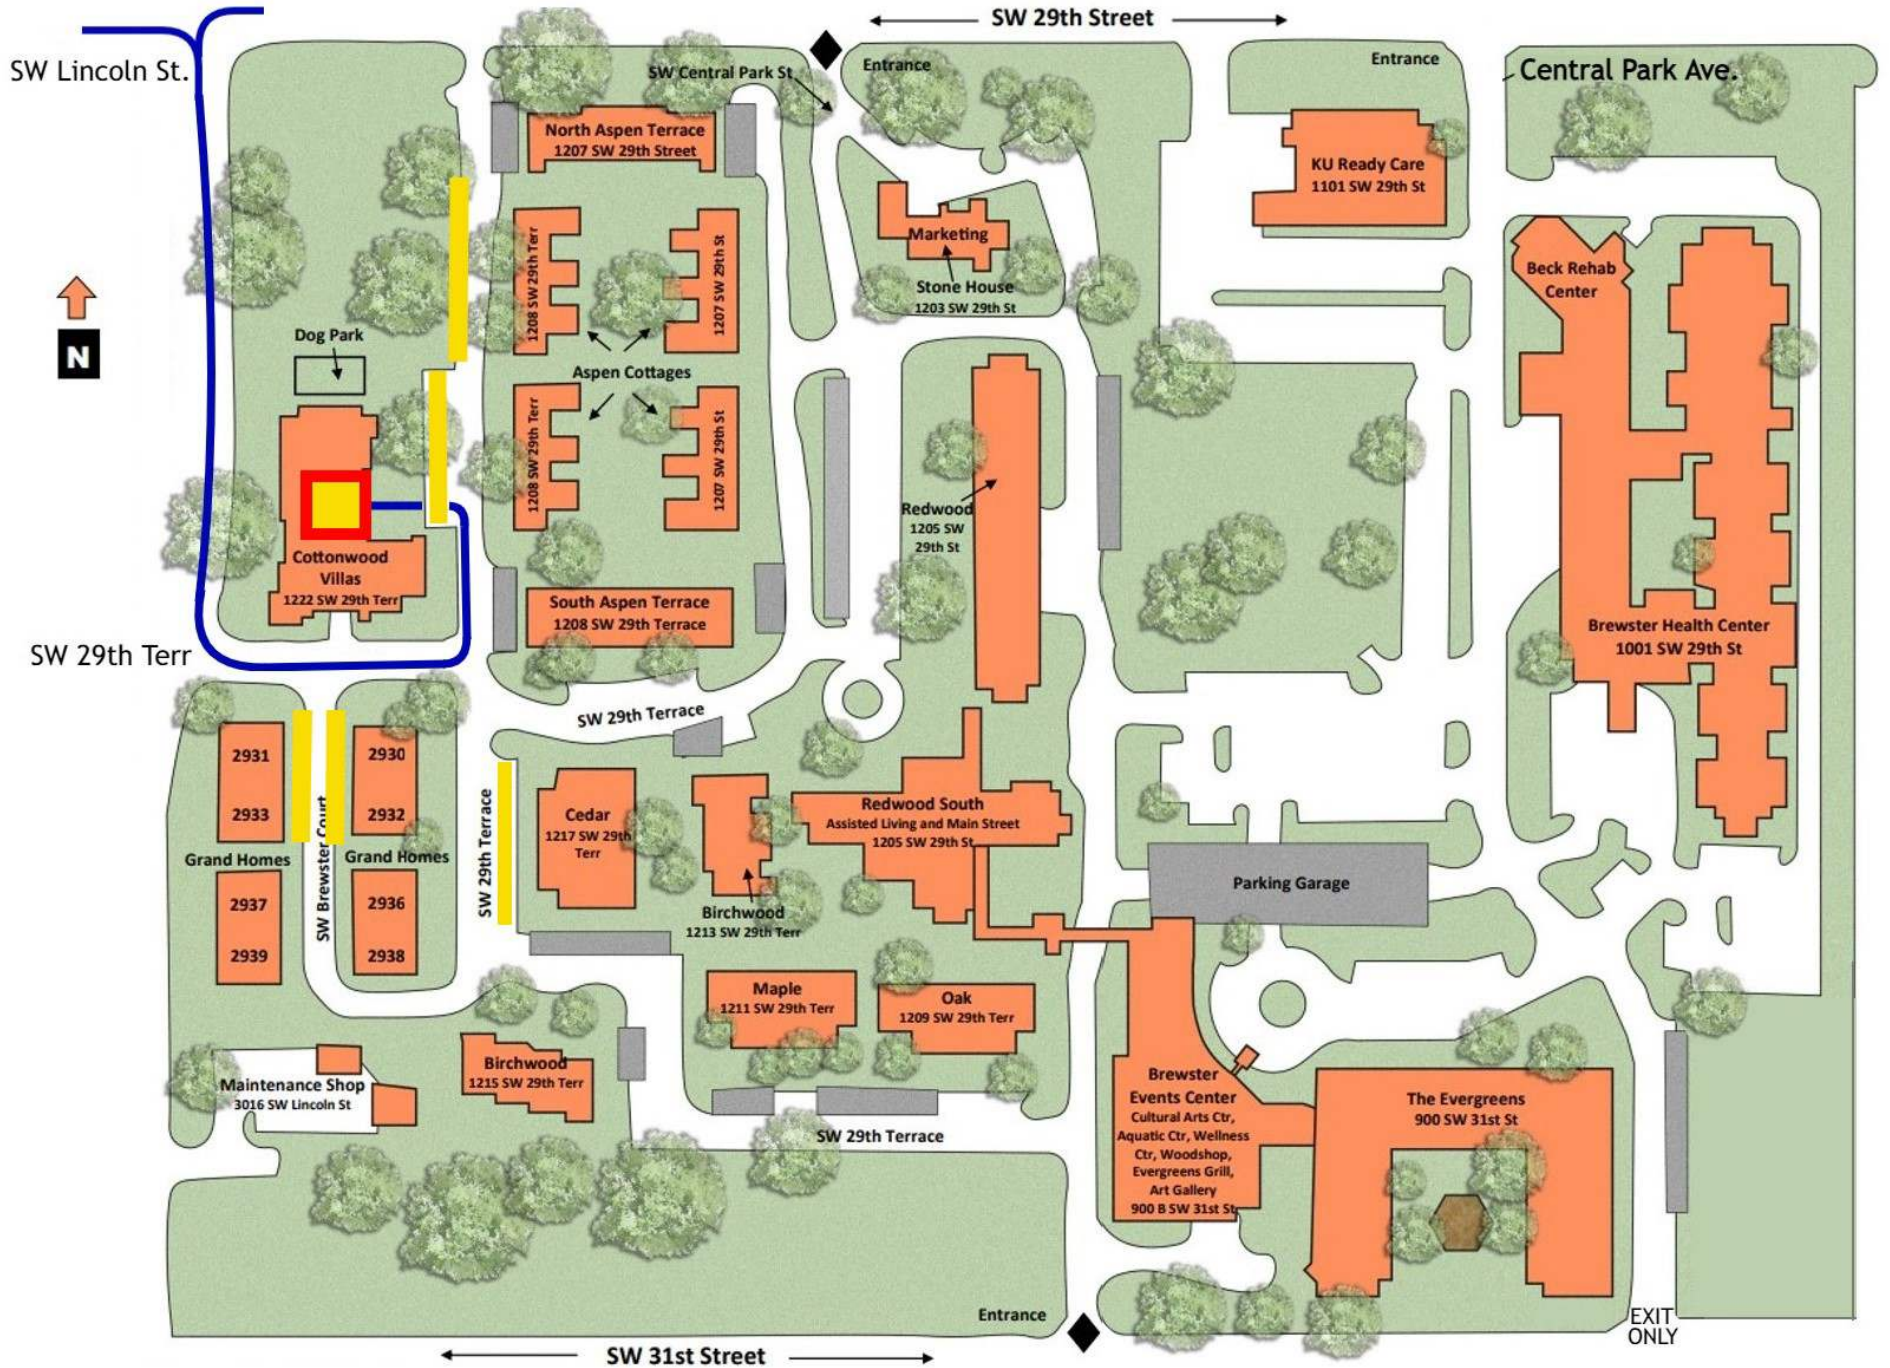 SW 29th Street
SW Lincoln St.
Entrance
SW Central Park St
Entrance
Central Park Ave.
North Aspen Terrace
1207 SW 29th Street
KU Ready Care
1101 SW 29th St
N
Dog Park
1208 SW 29th Terr
1207 SW 29th St
Marketing
Stone House
1203 SW 29th St
Beck Rehab
Center
Aspen Cottages
1208 SW 29th Terr
1207 SW 29th St
Redwood
1205 SW
29th St
Cottonwood
Villas
1222 SW 29th Terr
South Aspen Terrace
1208 SW 29th Terrace
Brewster Health Center
1001 SW 29th St
SW 29th Terr
SW 29th Terrace
2931
2933
Grand Homes
2937
2939
SW Brewster Court
2930
2932
Grand Homes
2936
2938
SW 29th Terrace
Cedar
1217 SW 29th
Terr
Birchwood
1213 SW 29th Terr
Redwood South
Assisted Living and Main Street
1205 SW 29th St
Parking Garage
Maple
1211 SW 29th Terr
Oak
1209 SW 29th Terr
Birchwood
1215 SW 29th Terr
Maintenance Shop
3016 SW Lincoln St
SW 29th Terrace
Brewster
Events Center
Cultural Arts Ctr,
Aquatic Ctr, Wellness
Ctr, Woodshop,
Evergreens Grill,
Art Gallery
900 B SW 31st St
The Evergreens
900 SW 31st St
Entrance
EXIT
ONLY
SW 31st Street